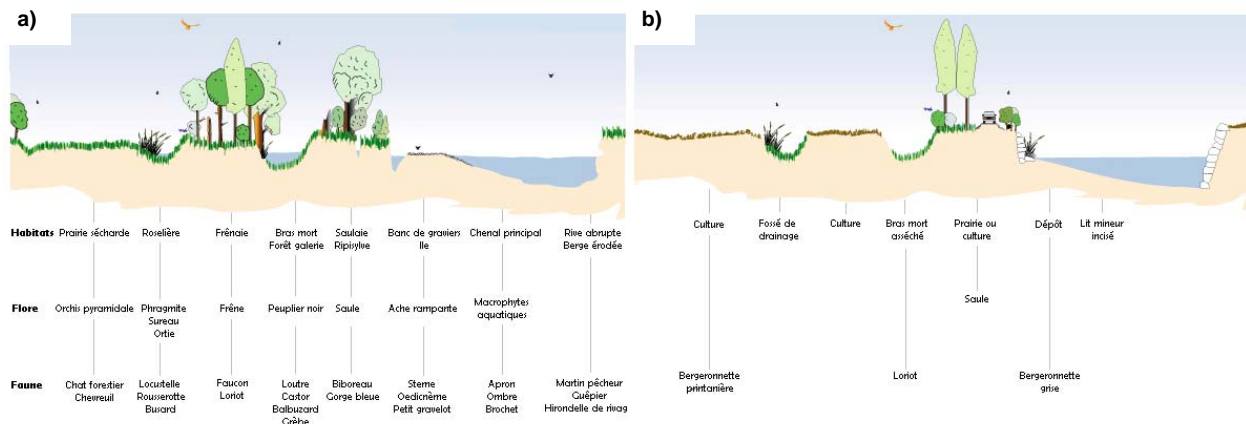 a)
Habitats Prairie sécharde Roselière Frênaie Bras mort Saulaie Banc de graviers Chenal principal Rive abrupte
Forêt galerie Ripisylve Ile Berge érodée
Flore Orchis pyramidale Phragmite Frêne Peuplier noir Saule Ache rampante Macrophytes
Sureau aquatiques
Ortie
Faune Chat forestier Locustelle Faucon Loutre Biboreau Sterne Apron Martin pêcheur
Chevreuil Rousserotte Loriot Castor Gorge bleue Oedicnème Ombre Guêpier
Busard Balbuzard Petit gravelot Brochet Hirondelle de rivag
Grèbe
b)
Culture Fossé de Culture Bras mort Prairie ou Dépôt Lit mineur
drainage asséché culture incisé
Saule
Bergeronnette Loriot Bergeronnette
printanière grise